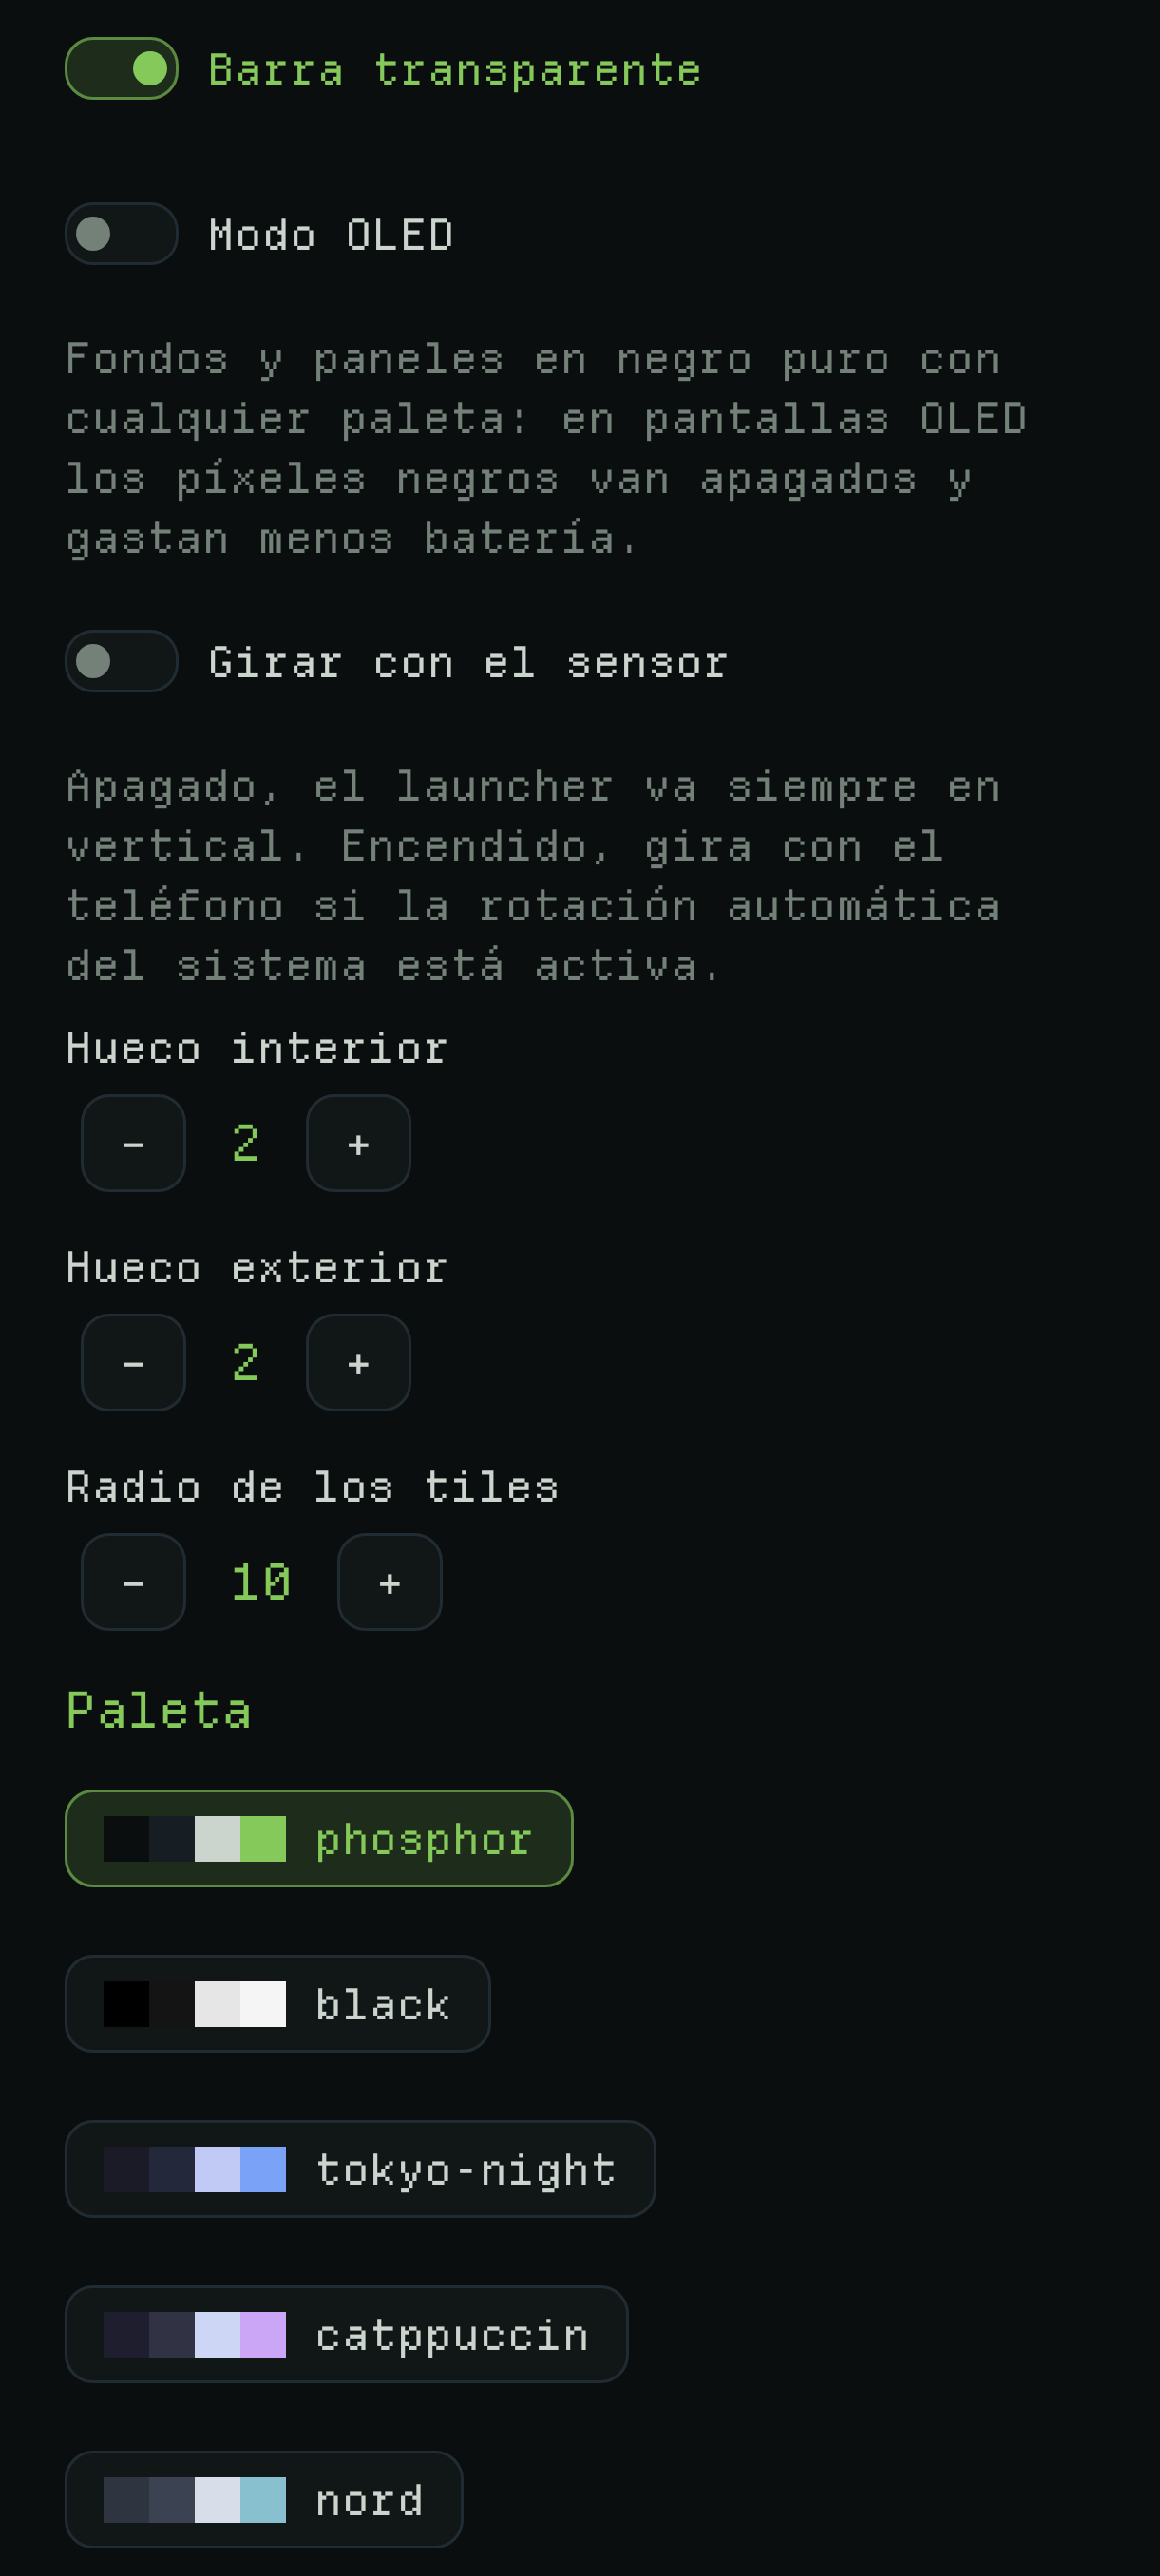 Barra transparente
Modo OLED
Fondos y paneles en negro puro con
cualquier paleta: en pantallas OLED
los píxeles negros van apagados y
gastan menos batería.
Girar con el sensor
Apagado, el launcher va siempre en
vertical. Encendido, gira con el
teléfono si la rotación automática
del sistema está activa.
Hueco interior
- 2 +
Hueco exterior
- 2 +
Radio de los tiles
- 10 +
Paleta
phosphor
black
tokyo-night
catppuccin
nord